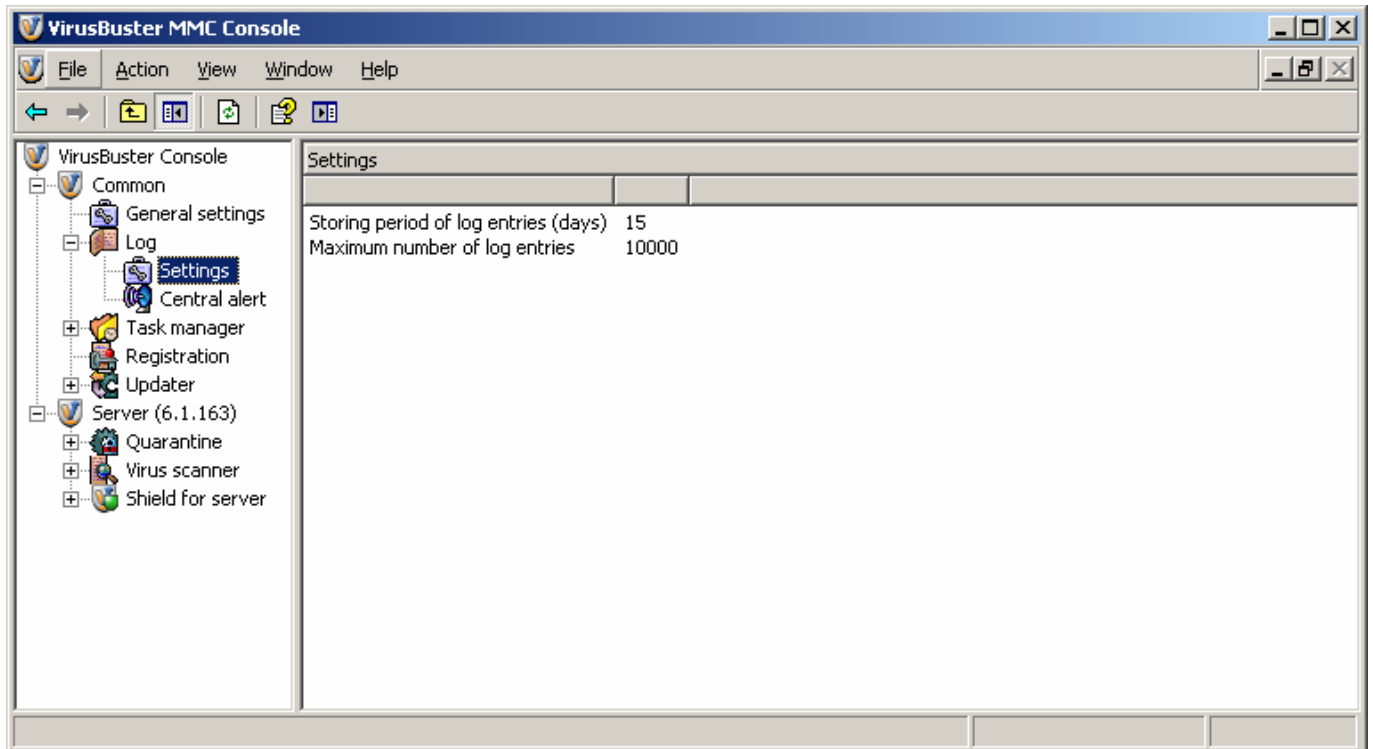 VirusBuster MMC Console
File Action View Window Help
VirusBuster Console
Common
General settings
Log
Settings
Central alert
Task manager
Registration
Updater
Server (6.1.163)
Quarantine
Virus scanner
Shield for server
Settings
Storing period of log entries (days) 15
Maximum number of log entries 10000